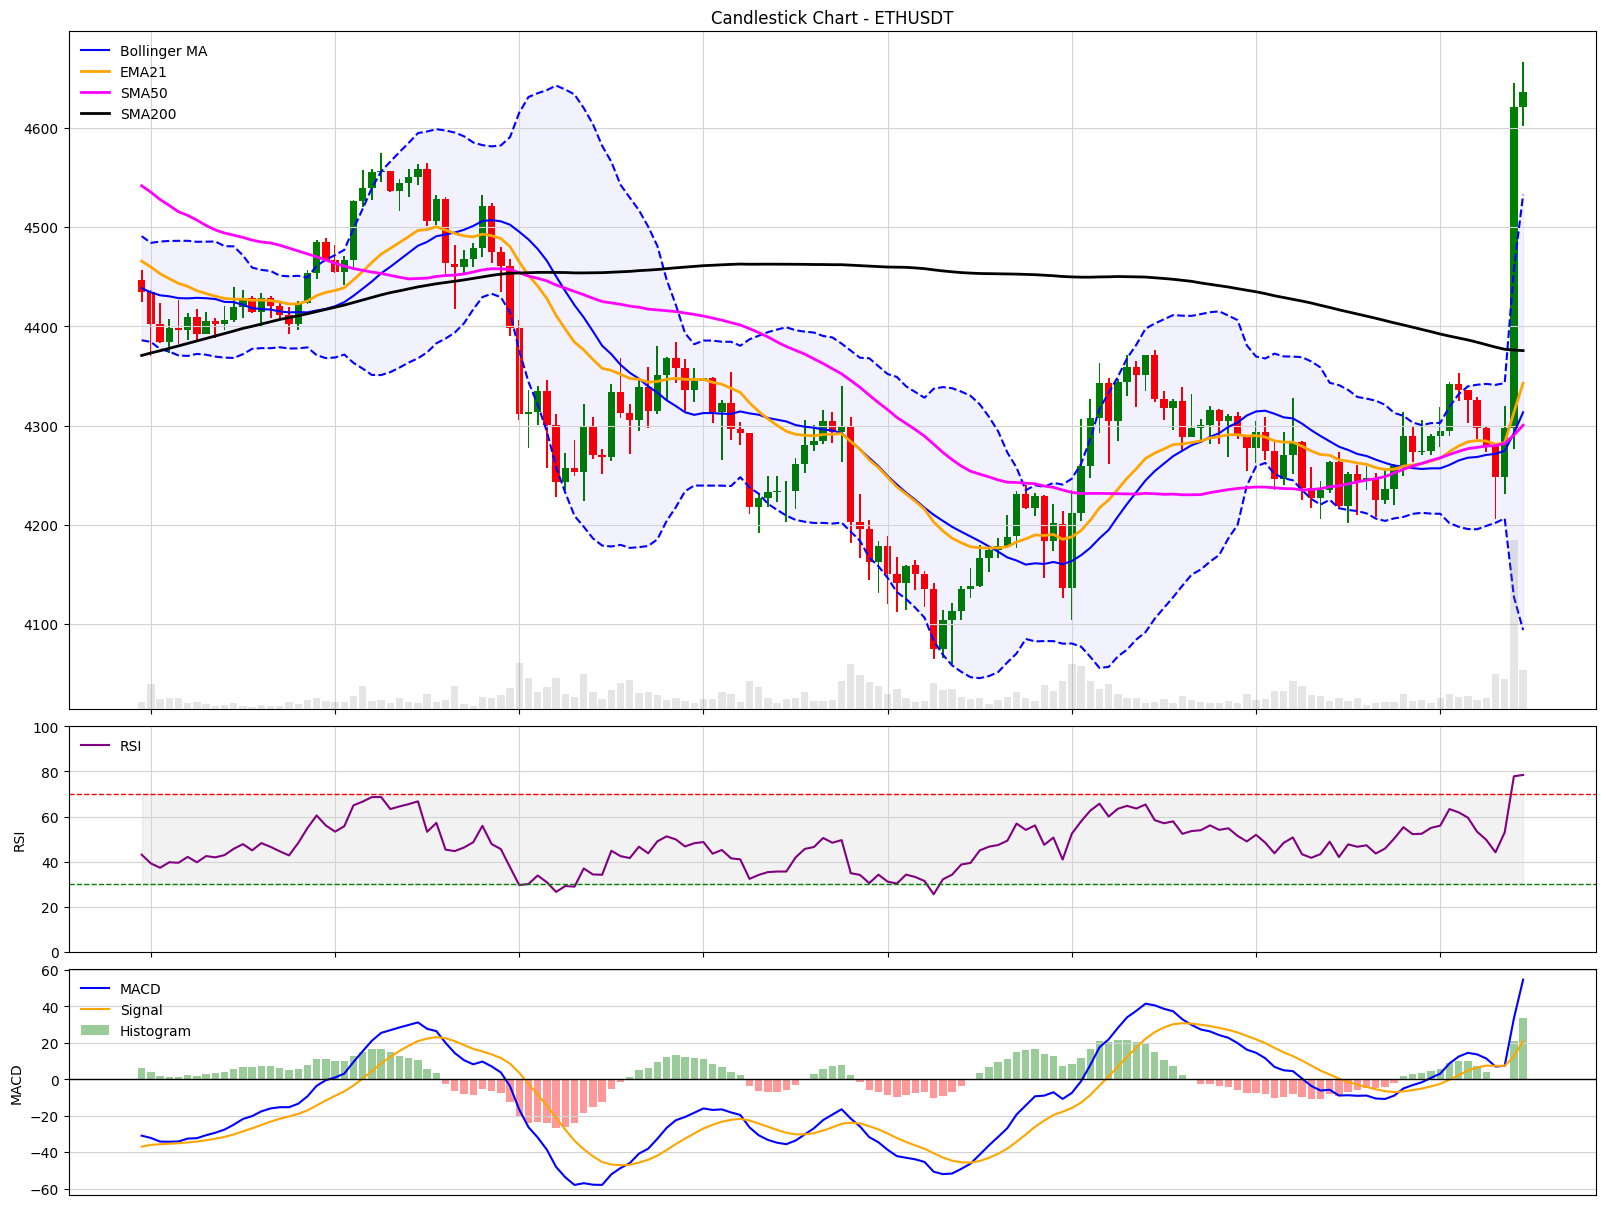 Candlestick Chart - ETHUSDT
Bollinger MA
EMA21
SMA50
SMA200
4600
4500
4400
4300
4200
4100
RSI
100
80
60
40
20
0
RSI
MACD
Signal
Histogram
60
40
20
0
−20
−40
−60
MACD